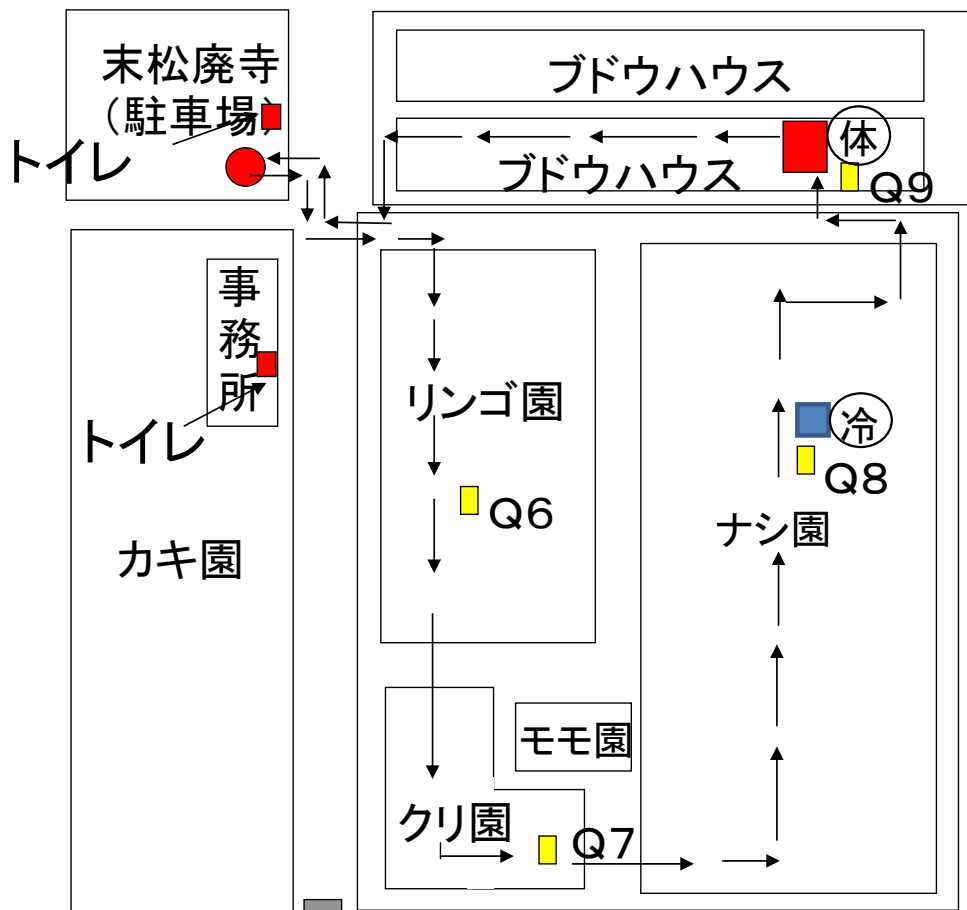 末松廃寺
（駐車場）
トイレ
ブドウハウス
ブドウハウス
体
Q9
事
務
所
トイレ
カキ園
リンゴ園
Q6
冷
Q8
ナシ園
モモ園
クリ園
Q7